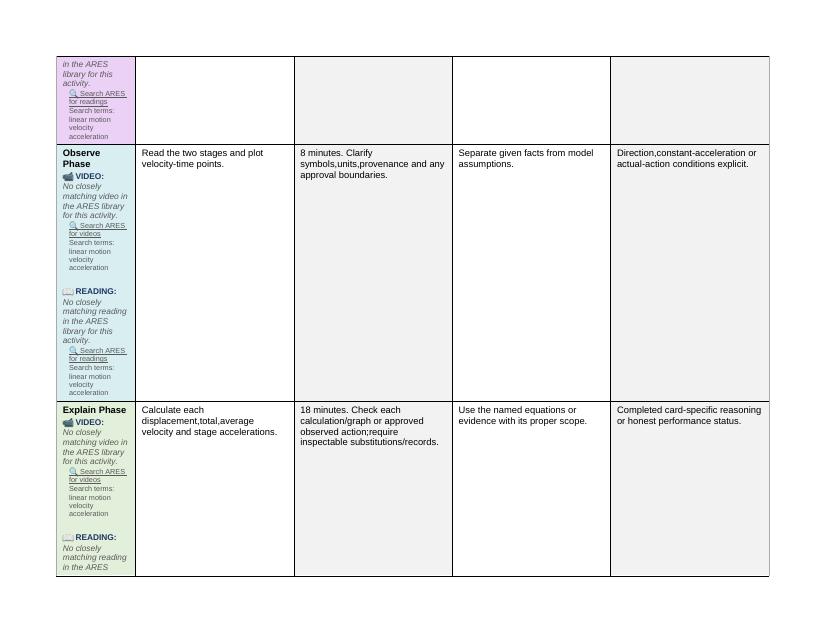 in the ARES
library for this
activity.
🔍 Search ARES
for readings
Search terms:
linear motion
velocity
acceleration
Observe
Phase
📹 VIDEO:
No closely
matching video in
the ARES library
for this activity.
🔍 Search ARES
for videos
Search terms:
linear motion
velocity
acceleration
📖 READING:
No closely
matching reading
in the ARES
library for this
activity.
🔍 Search ARES
for readings
Search terms:
linear motion
velocity
acceleration
Read the two stages and plot
velocity-time points.
8 minutes. Clarify
symbols,units,provenance and any
approval boundaries.
Separate given facts from model
assumptions.
Direction,constant-acceleration or
actual-action conditions explicit.
Explain Phase
📹 VIDEO:
No closely
matching video in
the ARES library
for this activity.
🔍 Search ARES
for videos
Search terms:
linear motion
velocity
acceleration
📖 READING:
No closely
matching reading
in the ARES
Calculate each
displacement,total,average
velocity and stage accelerations.
18 minutes. Check each
calculation/graph or approved
observed action;require
inspectable substitutions/records.
Use the named equations or
evidence with its proper scope.
Completed card-specific reasoning
or honest performance status.